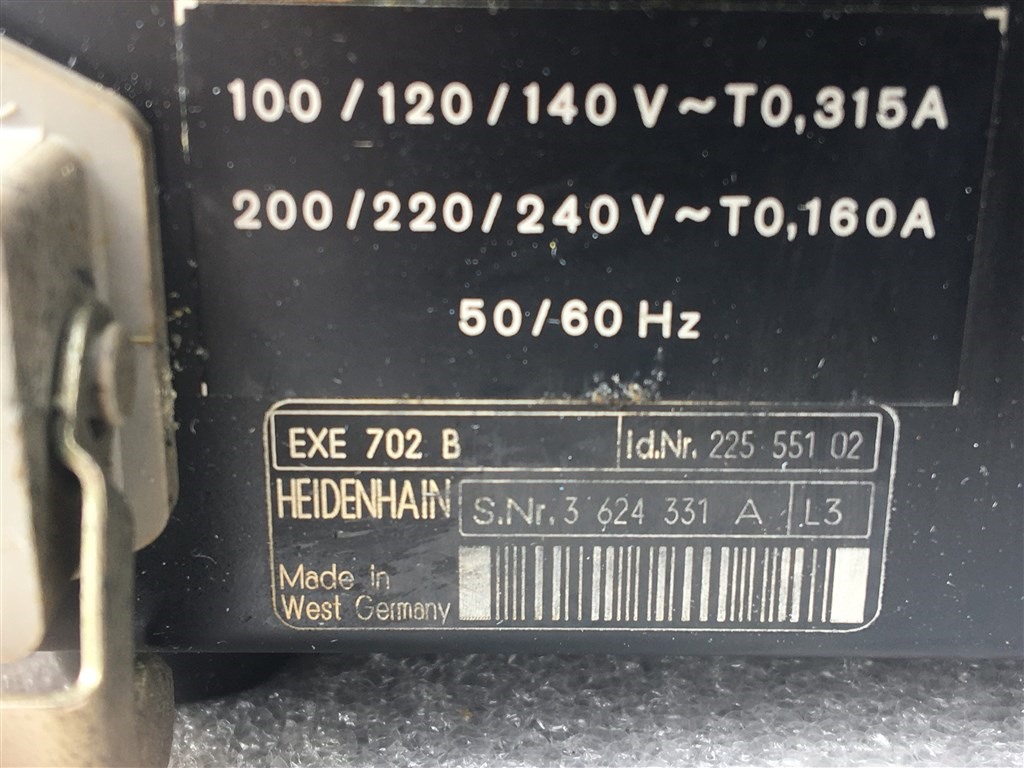 100/120/140 V~T0,315A
200/220/240V~T0,160A
50/60 Hz
EXE 702 B Id.Nr. 225 551 02
HEIDENHAIN S.Nr. 3 624 331 A L3
Made in
West Germany